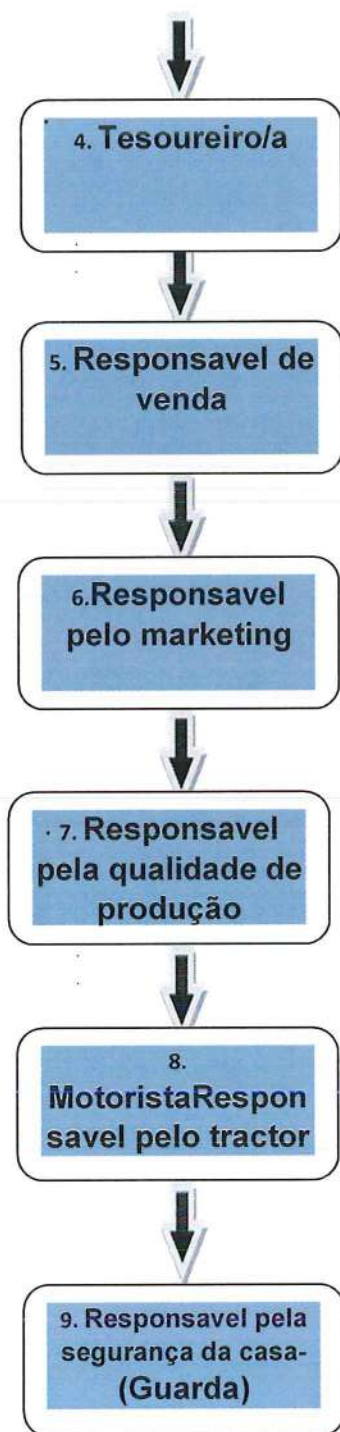 4. Tesoureiro/a
5. Responsavel de
venda
6.Responsavel
pelo marketing
7. Responsavel
pela qualidade de
produção
8.
MotoristaRespon
savel pelo tractor
9. Responsavel pela
segurança da casa-
(Guarda)